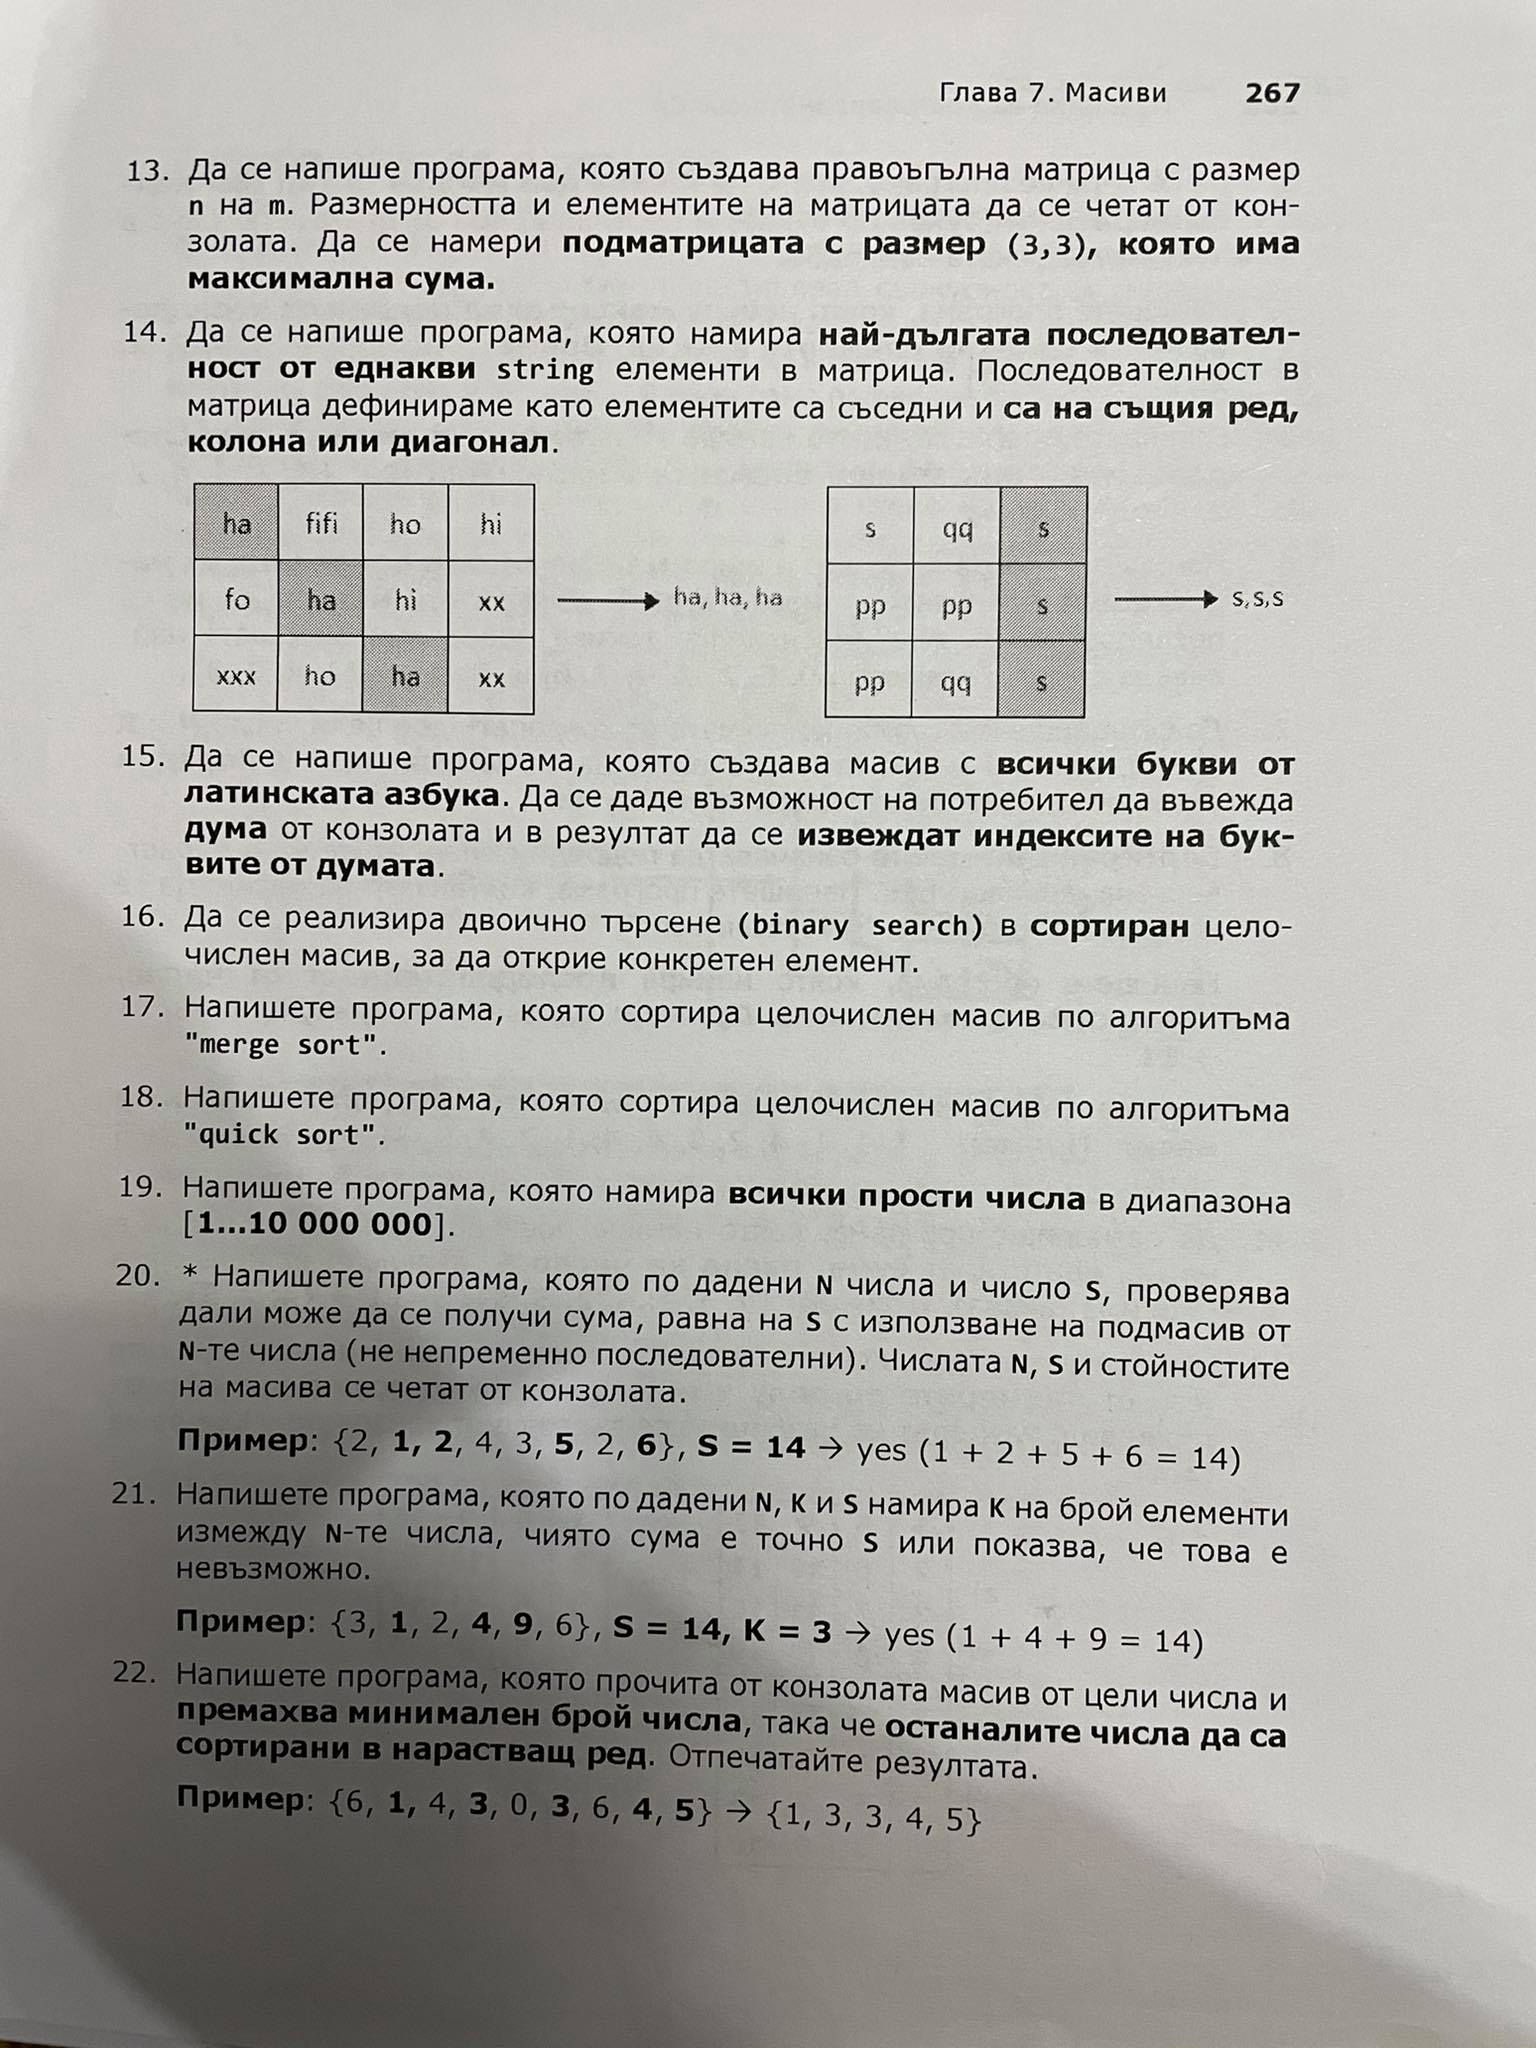 Глава 7. Масиви 267
13. Да се напише програма, която създава правоъгълна матрица с размер
n на m. Размерността и елементите на матрицата да се четат от кон-
золата. Да се намери подматрицата с размер (3,3), която има
максимална сума.
14. Да се напише програма, която намира най-дългата последовател-
ност от еднакви string елементи в матрица. Последователност в
матрица дефинираме като елементите са съседни и са на същия ред,
колона или диагонал.
ha fifi ho hi
fo ha hi xx
xxx ho ha xx
ha, ha, ha
s qq s
pp pp s
pp qq s
s, s, s
15. Да се напише програма, която създава масив с всички букви от
латинската азбука. Да се даде възможност на потребител да въвежда
дума от конзолата и в резултат да се извеждат индексите на бук-
вите от думата.
16. Да се реализира двоично търсене (binary search) в сортиран цело-
числен масив, за да открие конкретен елемент.
17. Напишете програма, която сортира целочислен масив по алгоритъма
"merge sort".
18. Напишете програма, която сортира целочислен масив по алгоритъма
"quick sort".
19. Напишете програма, която намира всички прости числа в диапазона
[1...10 000 000].
20. * Напишете програма, която по дадени N числа и число S, проверява
дали може да се получи сума, равна на S с използване на подмасив от
N-те числа (не непременно последователни). Числата N, S и стойностите
на масива се четат от конзолата.
Пример: {2, 1, 2, 4, 3, 5, 2, 6}, S = 14 → yes (1 + 2 + 5 + 6 = 14)
21. Напишете програма, която по дадени N, K и S намира K на брой елементи
измежду N-те числа, чиято сума е точно S или показва, че това е
невъзможно.
Пример: {3, 1, 2, 4, 9, 6}, S = 14, K = 3 → yes (1 + 4 + 9 = 14)
22. Напишете програма, която прочита от конзолата масив от цели числа и
премахва минимален брой числа, така че останалите числа да са
сортирани в нарастващ ред. Отпечатайте резултата.
Пример: {6, 1, 4, 3, 0, 3, 6, 4, 5} → {1, 3, 3, 4, 5}